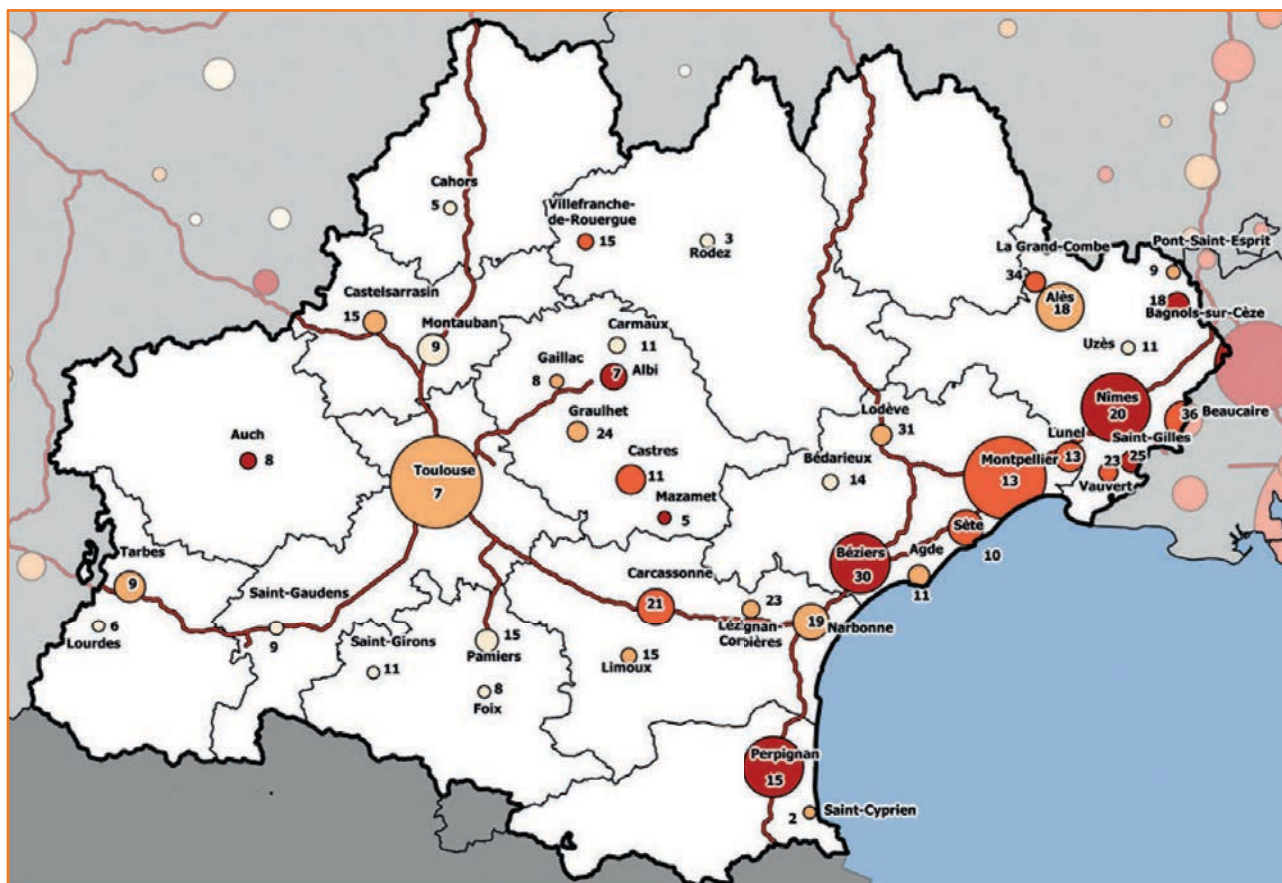 Cahors
5
Villefranche-
de-Rouergue
15
3
Rodez
La Grand-Combe
34
Pont-Saint-Esprit
9
Alès
18
18
Bagnols-sur-Cèze
Uzès
11
Castelsarrasin
15
Montauban
9
Carmaux
11
Gaillac
8
7
Albi
Graulhet
24
Castres
11
Mazamet
5
Auch
8
Toulouse
7
Lodève
31
Bédarieux
14
Nîmes
20
36
Beaucaire
Lunel
13
Saint-Gilles
25
23
Vauvert
Montpellier
13
Sète
10
Agde
11
Béziers
30
Tarbes
9
6
Lourdes
Saint-Gaudens
9
Saint-Girons
11
15
Pamiers
8
Foix
Carcassonne
21
23
Lézignan-
Corbières
19
Narbonne
15
Limoux
Perpignan
15
2
Saint-Cyprien